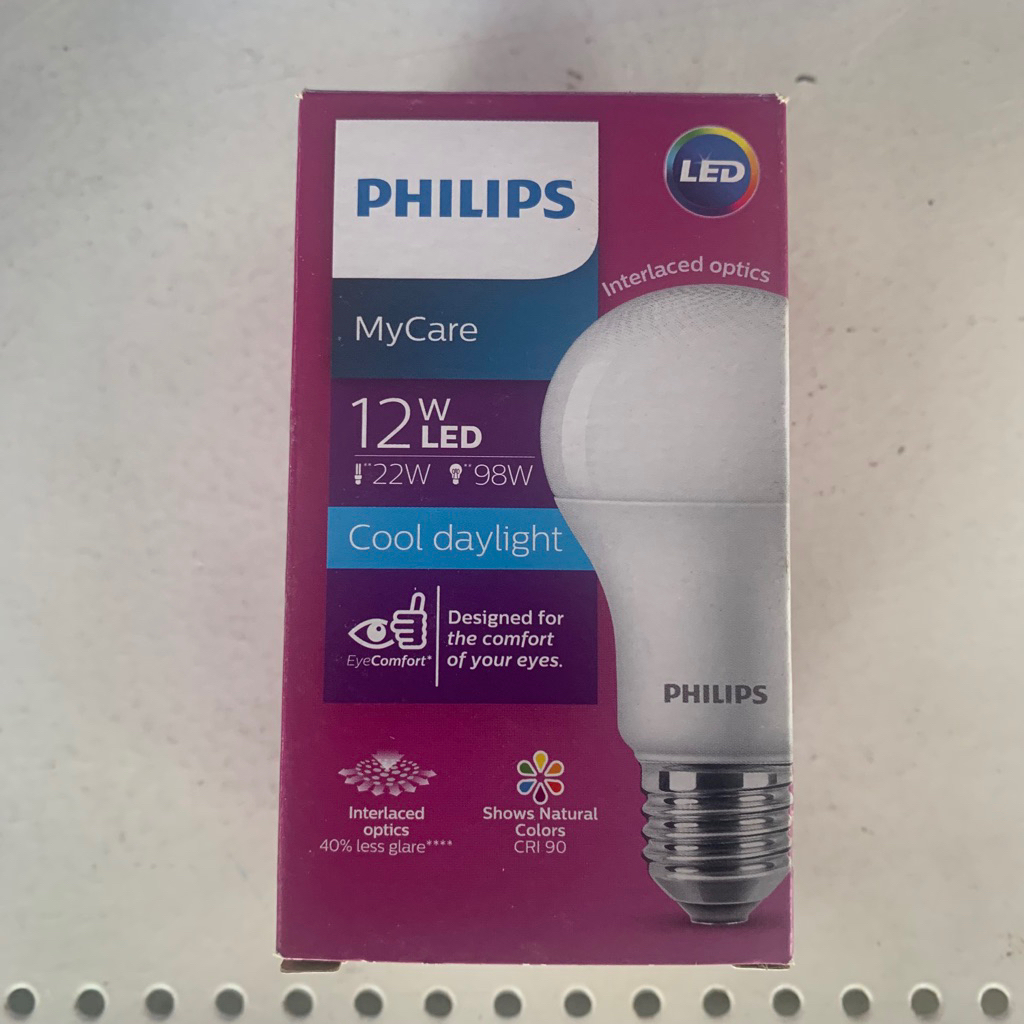 PHILIPS
LED
Interlaced optics
MyCare
12W
LED
**22W **98W
Cool daylight
EyeComfort*
Designed for
the comfort
of your eyes.
PHILIPS
Interlaced
optics
40% less glare****
Shows Natural
Colors
CRI 90